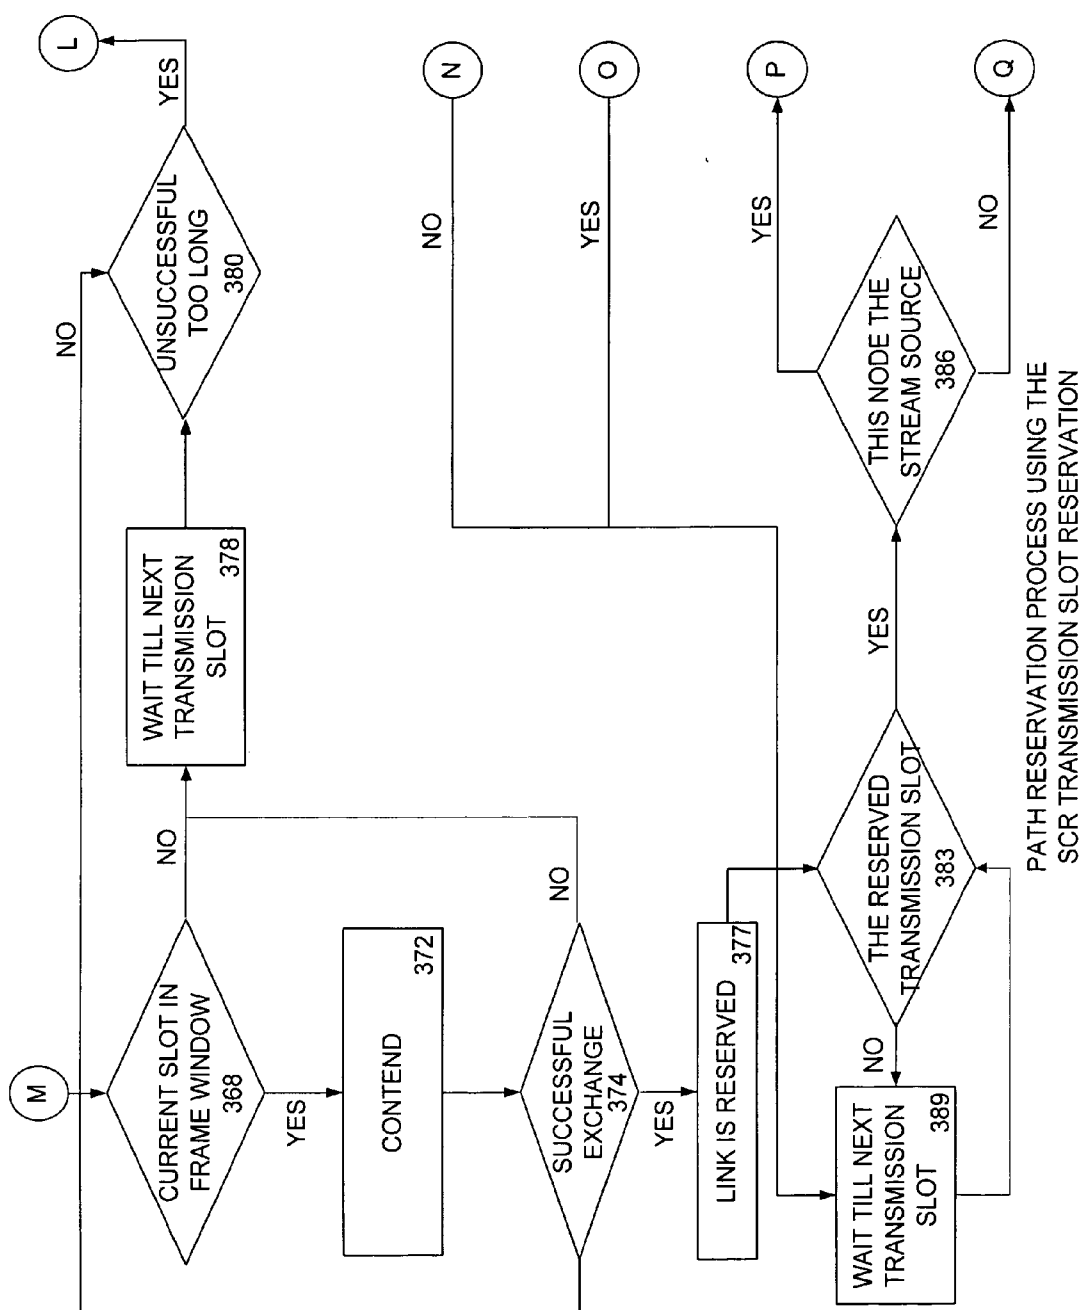 M
L
NO
YES
CURRENT SLOT IN
FRAME WINDOW
368
NO
WAIT TILL NEXT
TRANSMISSION
SLOT
378
UNSUCCESSFUL
TOO LONG
380
YES
CONTEND
372
NO
N
SUCCESSFUL
EXCHANGE
374
NO
YES
O
YES
LINK IS RESERVED
377
YES
P
WAIT TILL NEXT
TRANSMISSION
SLOT
389
NO
THE RESERVED
TRANSMISSION SLOT
383
YES
THIS NODE THE
STREAM SOURCE
386
NO
Q
PATH RESERVATION PROCESS USING THE
SCR TRANSMISSION SLOT RESERVATION